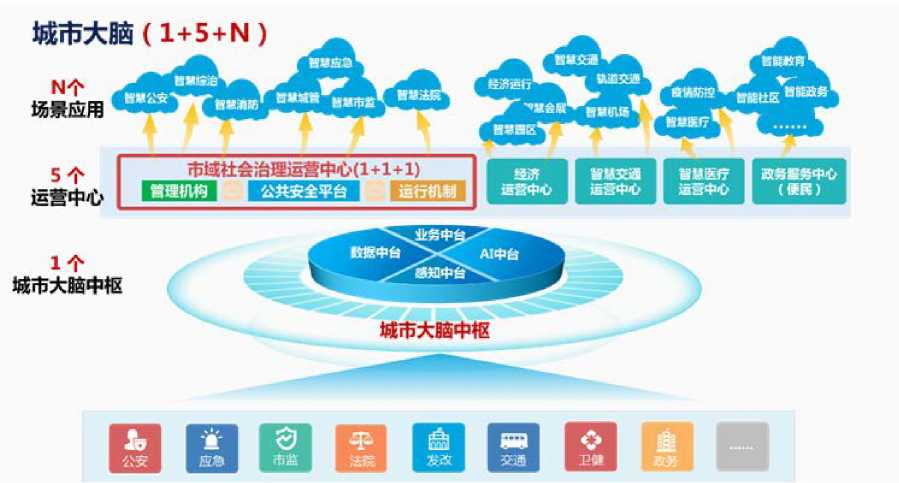 城市大脑（1+5+N）
N个
场景应用
智慧公安
智慧综治
智慧消防
智慧应急
智慧城管
智慧市监
智慧法院
经济运行
智慧会展
智慧园区
智慧交通
轨道交通
智慧机场
疫情防控
智慧医疗
智能教育
智能社区
智能政务
……
5个
运营中心
市域社会治理运营中心(1+1+1)
管理机构
公共安全平台
运行机制
经济
运营中心
智慧交通
运营中心
智慧医疗
运营中心
政务服务中心
（便民）
1个
城市大脑中枢
业务中台
数据中台
AI中台
感知中台
城市大脑中枢
公安
应急
市监
法院
发改
交通
卫健
政务
……